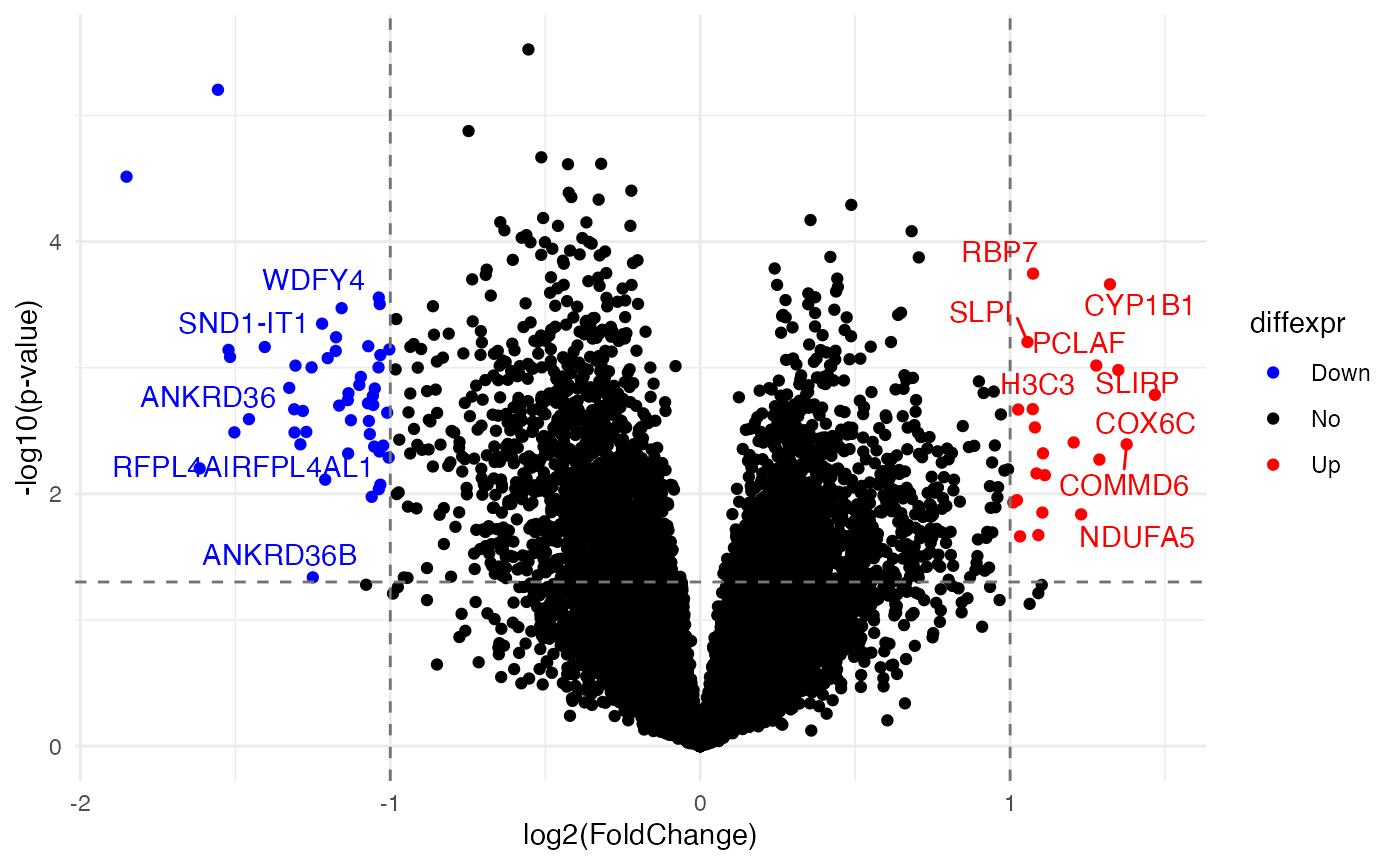 -log10(p-value)
4
2
0
WDFY4
SND1-IT1
ANKRD36
RFPL4AIRFPL4AL1
ANKRD36B
RBP7
CYP1B1
SLPI
PCLAF
H3C3 SLIRP
COX6C
COMMD6
NDUFA5
-2 -1 0 1
log2(FoldChange)
diffexpr
Down
No
Up